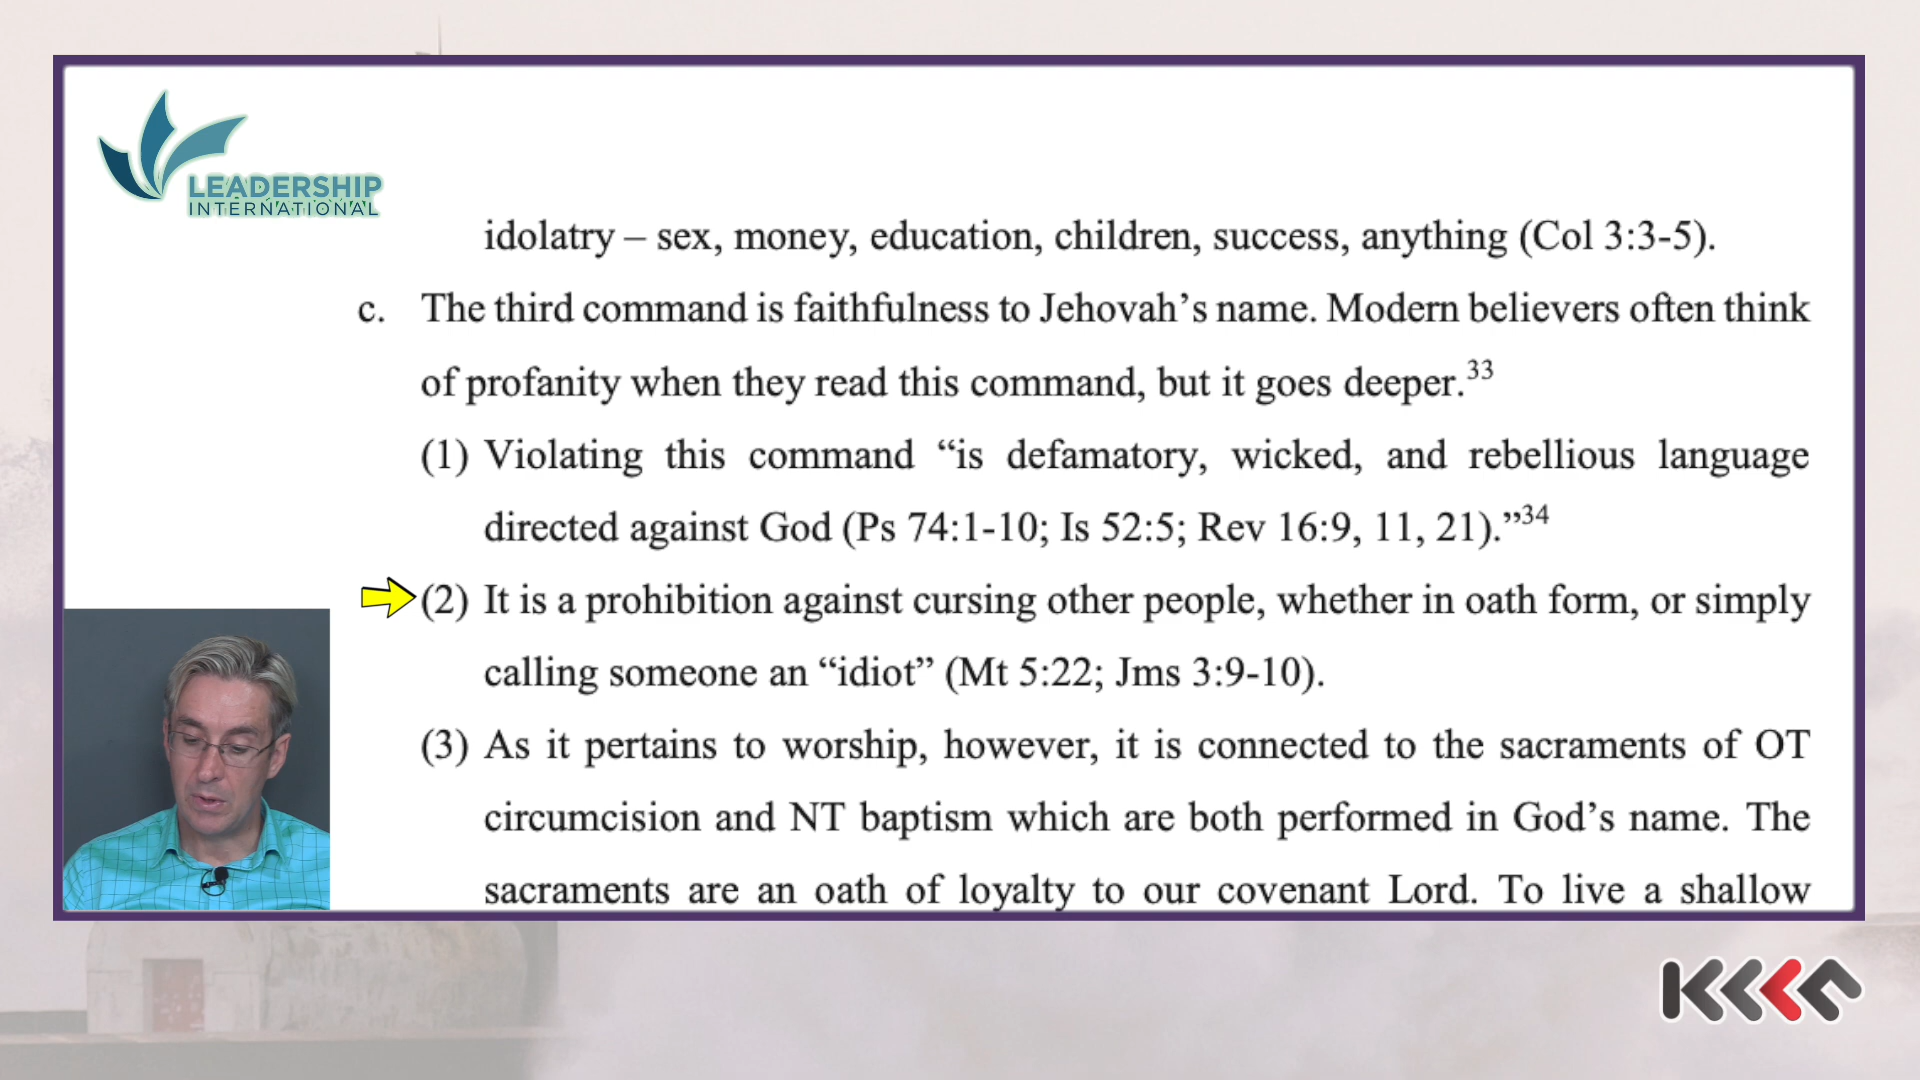 LEADERSHIP
INTERNATIONAL
idolatry – sex, money, education, children, success, anything (Col 3:3-5).
c. The third command is faithfulness to Jehovah’s name. Modern believers often think
of profanity when they read this command, but it goes deeper.33
(1) Violating this command “is defamatory, wicked, and rebellious language
directed against God (Ps 74:1-10; Is 52:5; Rev 16:9, 11, 21).”34
(2) It is a prohibition against cursing other people, whether in oath form, or simply
calling someone an “idiot” (Mt 5:22; Jms 3:9-10).
(3) As it pertains to worship, however, it is connected to the sacraments of OT
circumcision and NT baptism which are both performed in God’s name. The
sacraments are an oath of loyalty to our covenant Lord. To live a shallow